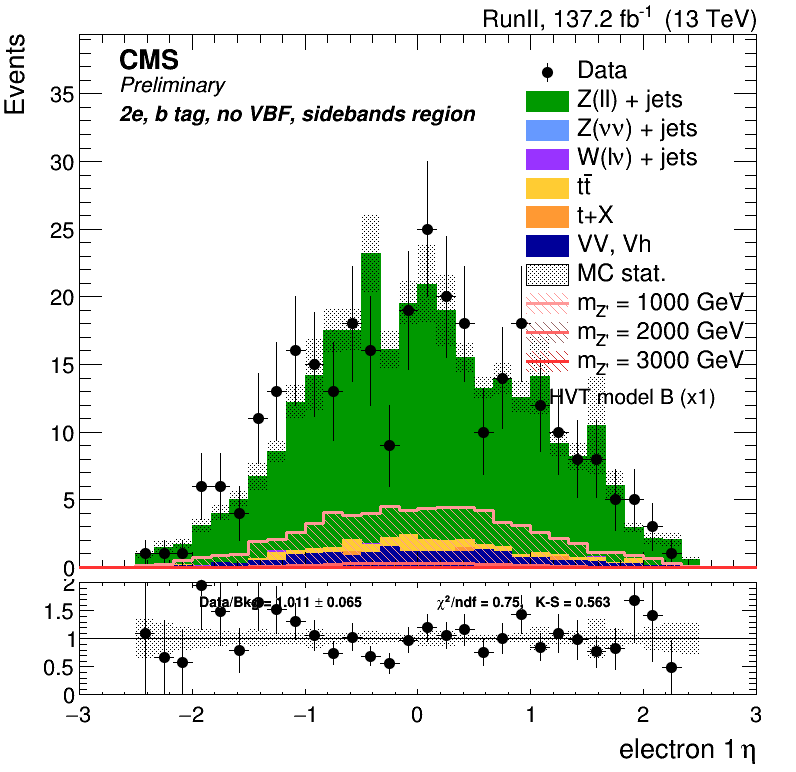 RunII, 137.2 fb⁻¹ (13 TeV)
Events
CMS
Preliminary
2e, b tag, no VBF, sidebands region
Data
Z(ll) + jets
Z(νν) + jets
W(lν) + jets
tt̄
t+X
VV, Vh
MC stat.
m_Z' = 1000 GeV
m_Z' = 2000 GeV
m_Z' = 3000 GeV
HVT model B (x1)
35
30
25
20
15
10
5
0
Data/Bkg = 1.011 ± 0.065 χ²/ndf = 0.75, K-S = 0.563
2
1.5
1
0.5
0
−3 −2 −1 0 1 2 3
electron 1 η